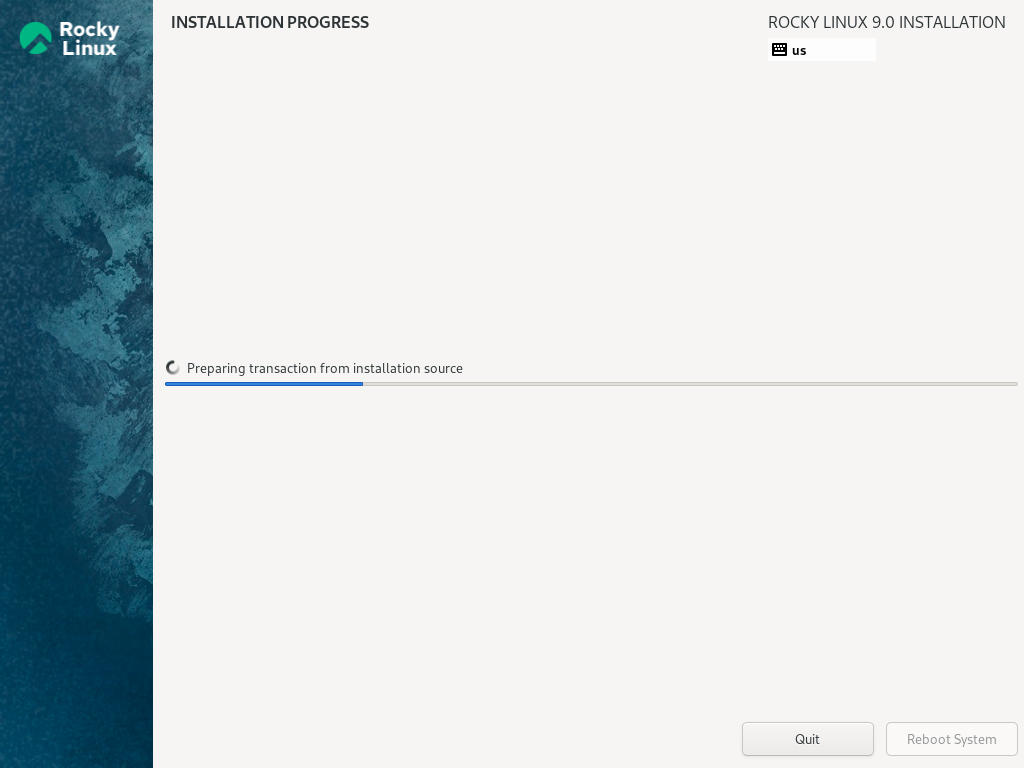 Rocky
Linux
INSTALLATION PROGRESS
ROCKY LINUX 9.0 INSTALLATION
us
Preparing transaction from installation source
Quit
Reboot System